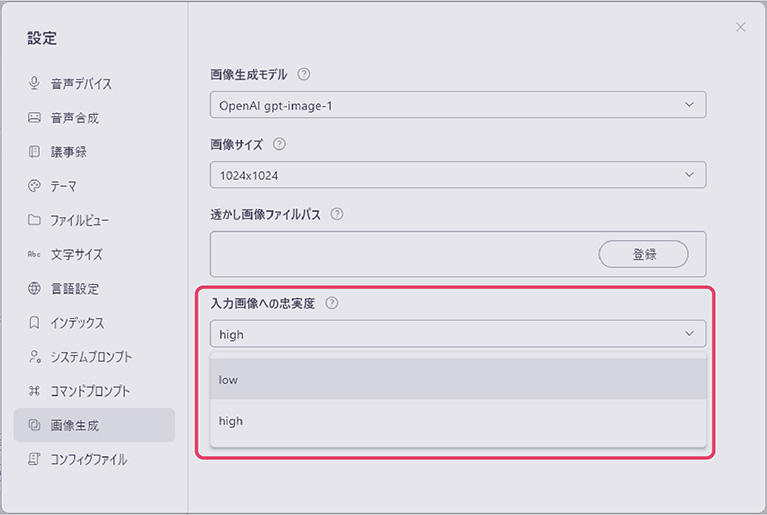 設定
音声デバイス
音声合成
議事録
テーマ
ファイルビュー
Abc 文字サイズ
言語設定
インデックス
システムプロンプト
コマンドプロンプト
画像生成
コンフィグファイル
画像生成モデル ?
OpenAI gpt-image-1
画像サイズ ?
1024x1024
透かし画像ファイルパス ?
登録
入力画像への忠実度 ?
high
low
high